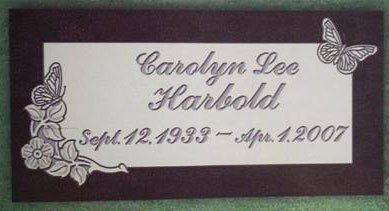 Carolyn Lee
Harbold
Sept. 12, 1933 – Apr. 1, 2007